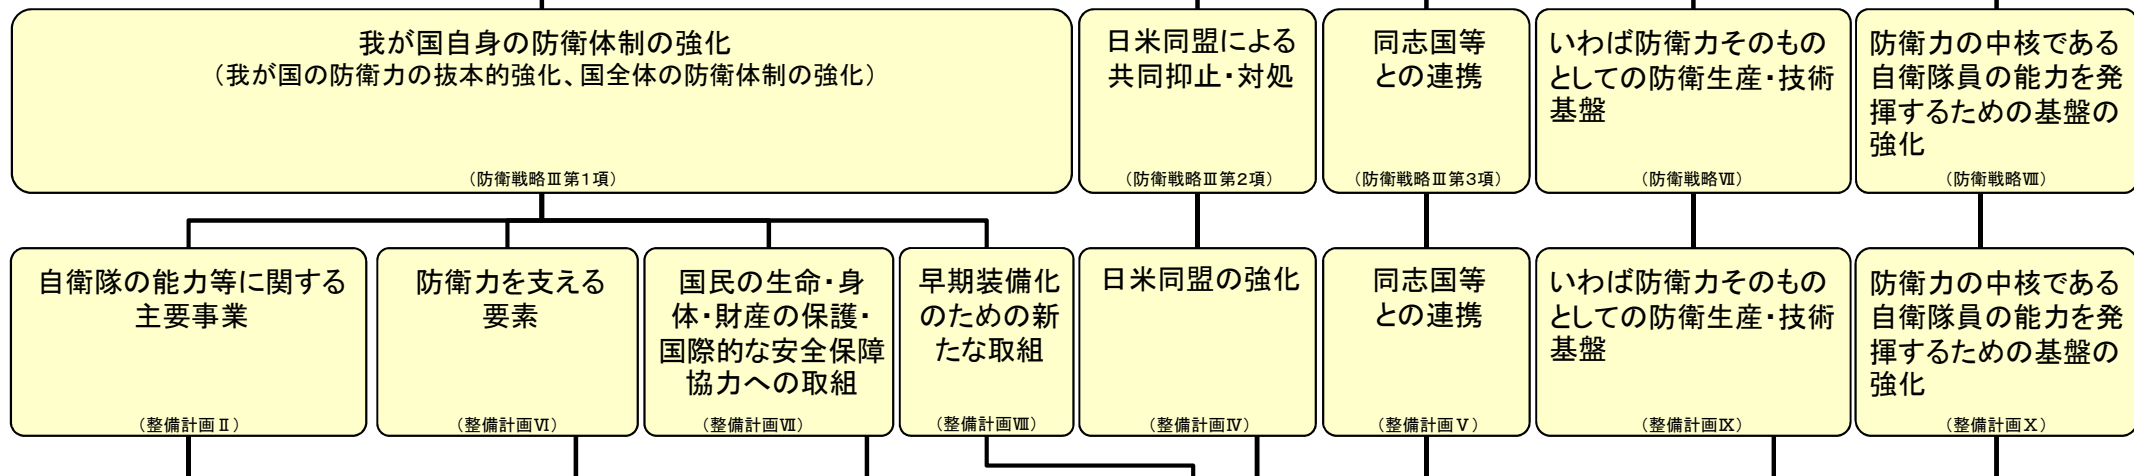 我が国自身の防衛体制の強化
（我が国の防衛力の抜本的強化、国全体の防衛体制の強化）
（防衛戦略Ⅲ第１項）
日米同盟による
共同抑止・対処
（防衛戦略Ⅲ第２項）
同志国等
との連携
（防衛戦略Ⅲ第３項）
いわば防衛力そのもの
としての防衛生産・技術
基盤
（防衛戦略Ⅶ）
防衛力の中核である
自衛隊員の能力を発
揮するための基盤の
強化
（防衛戦略Ⅷ）
自衛隊の能力等に関する
主要事業
（整備計画Ⅱ）
防衛力を支える
要素
（整備計画Ⅵ）
国民の生命・身
体・財産の保護・
国際的な安全保障
協力への取組
（整備計画Ⅶ）
早期装備化
のための新
たな取組
（整備計画Ⅷ）
日米同盟の強化
（整備計画Ⅳ）
同志国等
との連携
（整備計画Ⅴ）
いわば防衛力そのもの
としての防衛生産・技術
基盤
（整備計画Ⅸ）
防衛力の中核である
自衛隊員の能力を発
揮するための基盤の
強化
（整備計画Ⅹ）